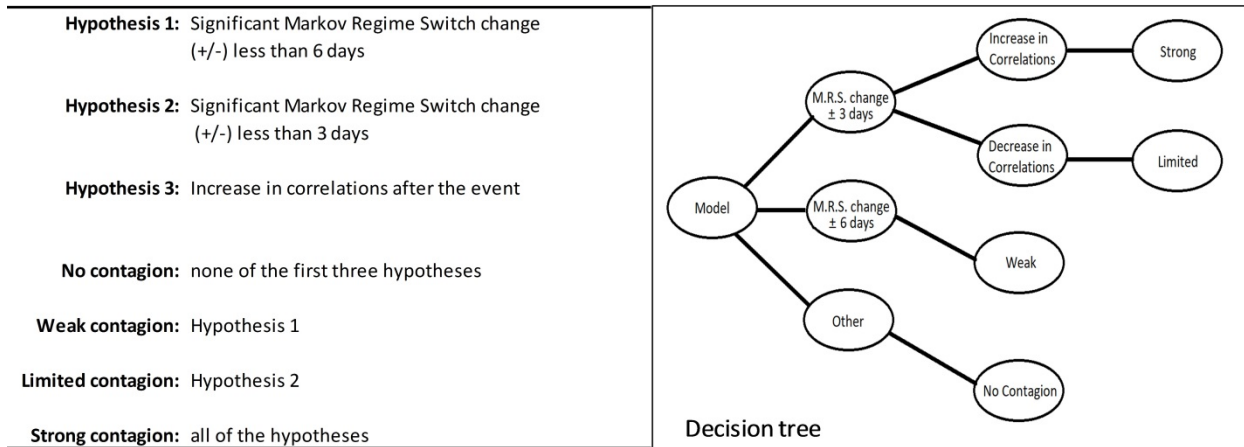 Hypothesis 1: Significant Markov Regime Switch change
(+/-) less than 6 days
Hypothesis 2: Significant Markov Regime Switch change
(+/-) less than 3 days
Hypothesis 3: Increase in correlations after the event
No contagion: none of the first three hypotheses
Weak contagion: Hypothesis 1
Limited contagion: Hypothesis 2
Strong contagion: all of the hypotheses
Increase in
Correlations
Strong
M.R.S. change
± 3 days
Decrease in
Correlations
Limited
Model
M.R.S. change
± 6 days
Weak
Other
No Contagion
Decision tree